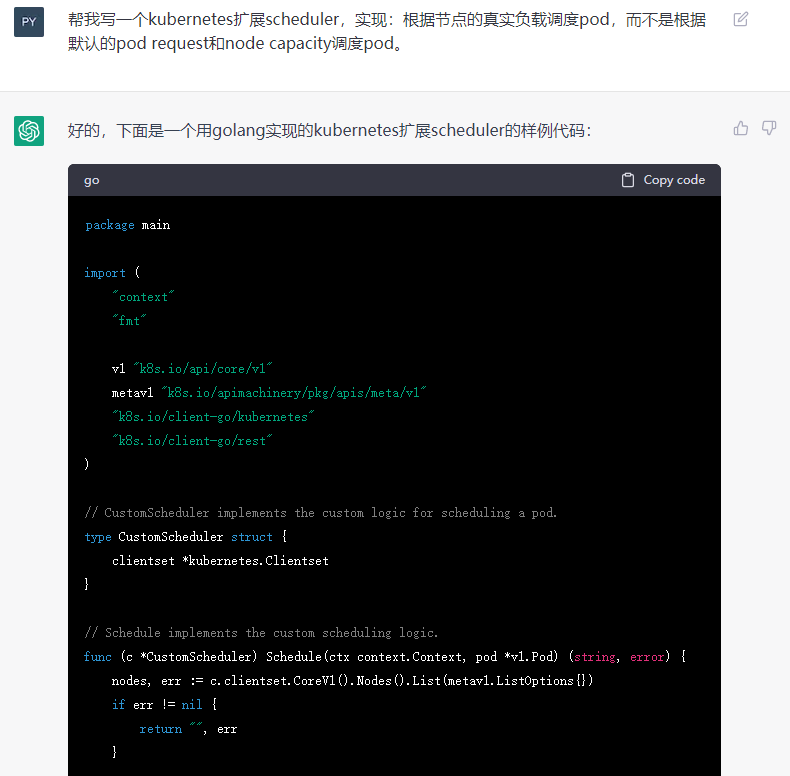 PY
帮我写一个kubernetes扩展scheduler，实现：根据节点的真实负载调度pod，而不是根据
默认的pod request和node capacity调度pod。
好的，下面是一个用golang实现的kubernetes扩展scheduler的样例代码：
go Copy code
package main
import (
"context"
"fmt"
v1 "k8s.io/api/core/v1"
metav1 "k8s.io/apimachinery/pkg/apis/meta/v1"
"k8s.io/client-go/kubernetes"
"k8s.io/client-go/rest"
)
// CustomScheduler implements the custom logic for scheduling a pod.
type CustomScheduler struct {
clientset *kubernetes.Clientset
}
// Schedule implements the custom scheduling logic.
func (c *CustomScheduler) Schedule(ctx context.Context, pod *v1.Pod) (string, error) {
nodes, err := c.clientset.CoreV1().Nodes().List(metav1.ListOptions{})
if err != nil {
return "", err
}